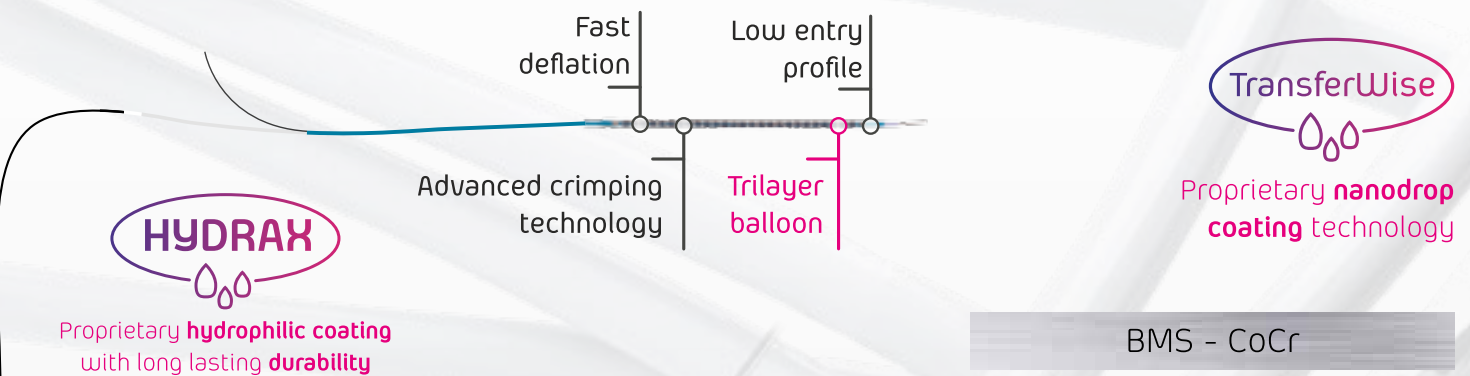 Fast
deflation
Low entry
profile
TransferWise
Proprietary nanodrop
coating technology
Advanced crimping
technology
Trilayer
balloon
HYDRAX
Proprietary hydrophilic coating
with long lasting durability
BMS - CoCr